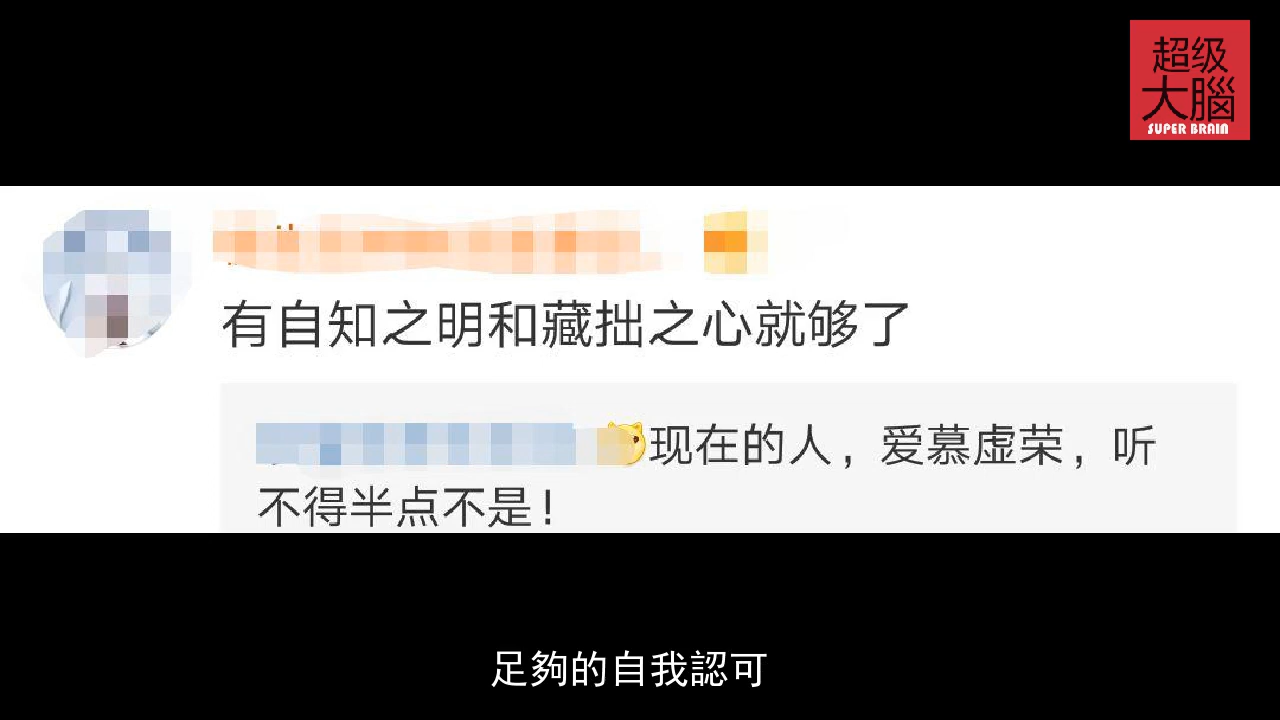 超级
大腦
SUPER BRAIN
有自知之明和藏拙之心就够了
现在的人，爱慕虚荣，听
不得半点不是！
足夠的自我認可